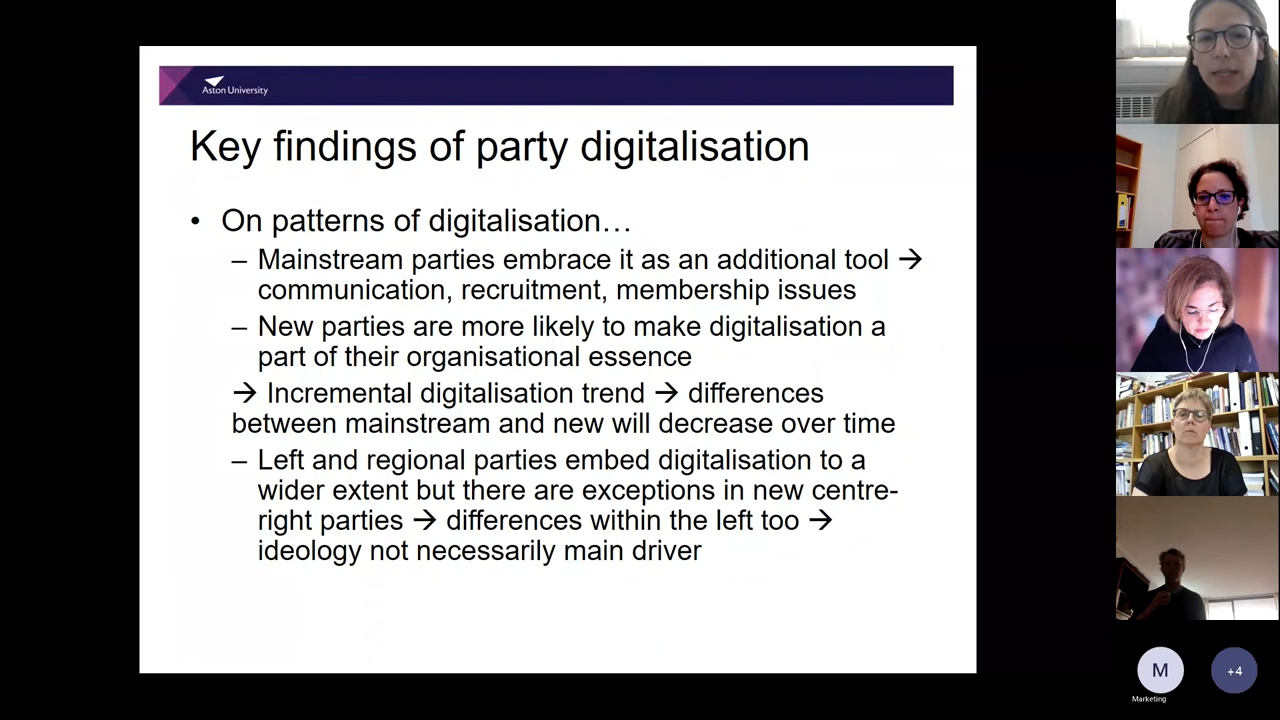 Aston University
Key findings of party digitalisation
• On patterns of digitalisation…
– Mainstream parties embrace it as an additional tool →
communication, recruitment, membership issues
– New parties are more likely to make digitalisation a
part of their organisational essence
→ Incremental digitalisation trend → differences
between mainstream and new will decrease over time
– Left and regional parties embed digitalisation to a
wider extent but there are exceptions in new centre-
right parties → differences within the left too →
ideology not necessarily main driver
M
+4
Marketing